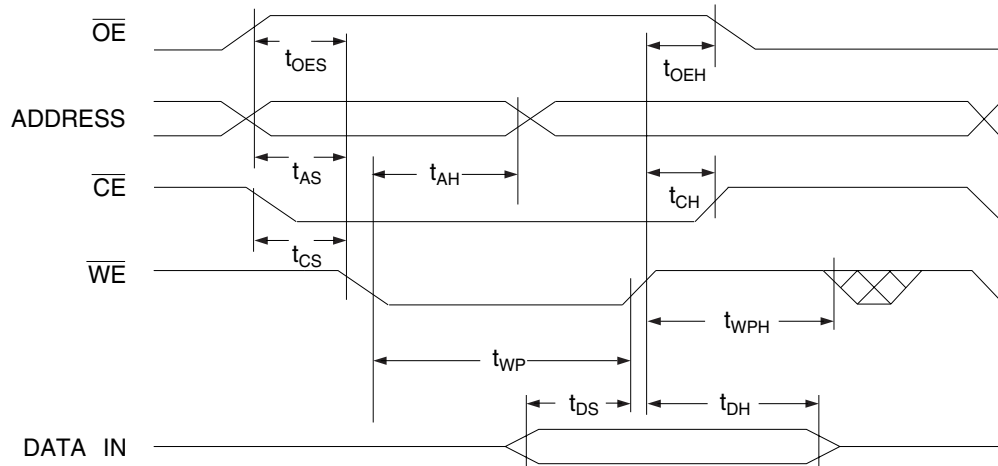 OE
tOES
tOEH
ADDRESS
tAS
tAH
tCH
CE
tCS
WE
tWPH
tWP
tDS
tDH
DATA IN